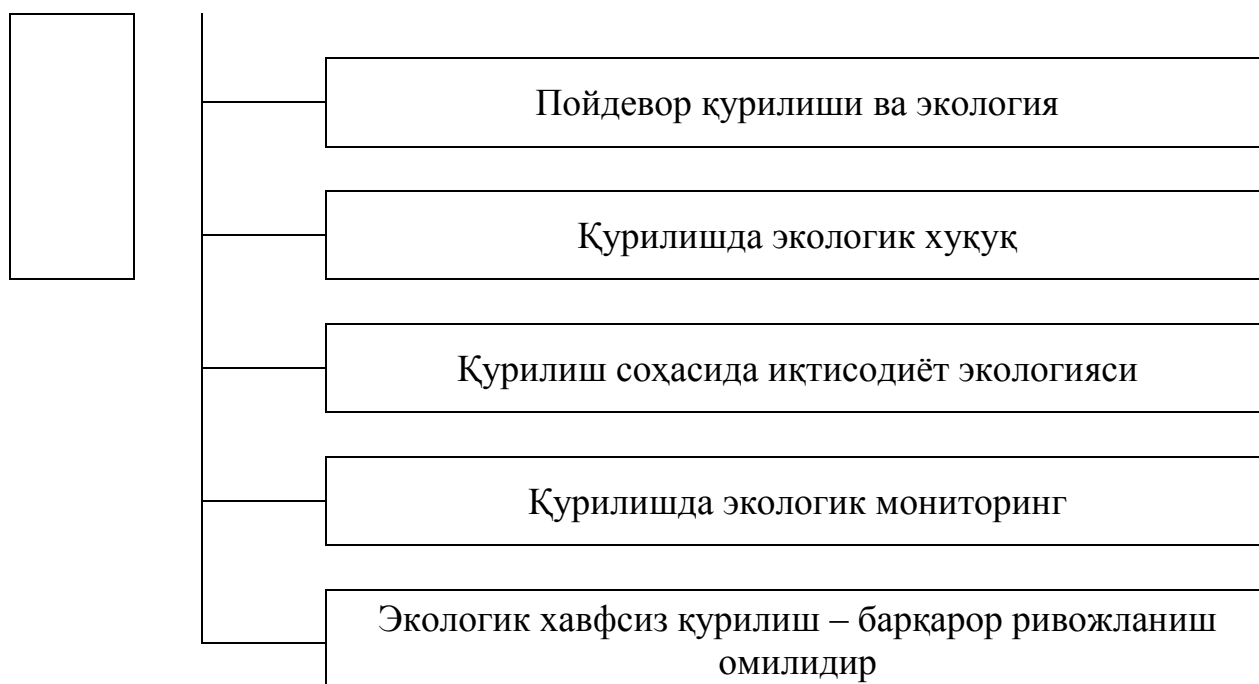 Пойдевор қурилиши ва экология
Қурилишда экологик хуқуқ
Қурилиш соҳасида иқтисодиёт экологияси
Қурилишда экологик мониторинг
Экологик хавфсиз қурилиш – барқарор ривожланиш
омилидир